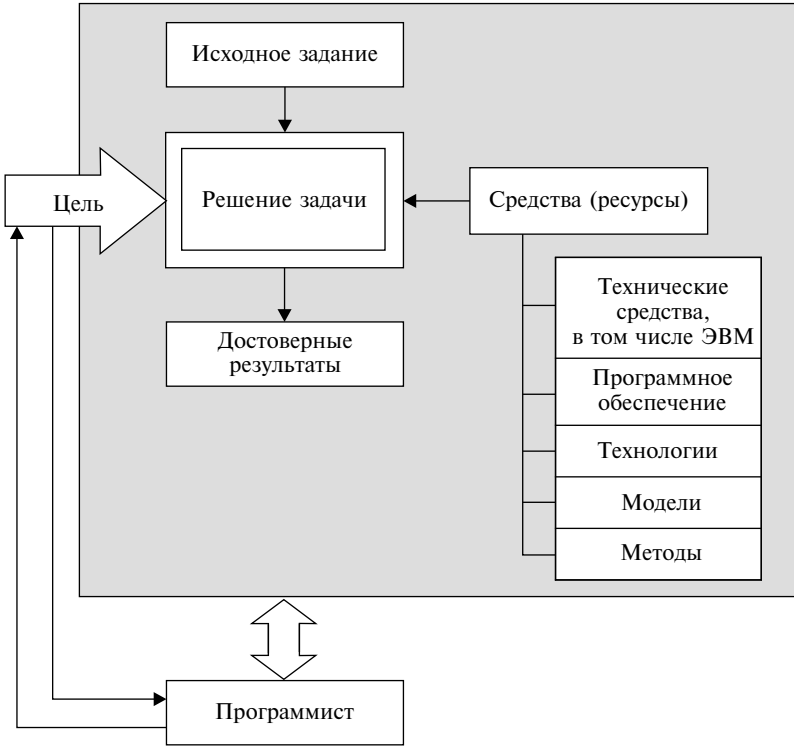 Исходное задание
Цель
Решение задачи
Средства (ресурсы)
Технические
средства,
в том числе ЭВМ
Программное
обеспечение
Технологии
Модели
Методы
Достоверные
результаты
Программист